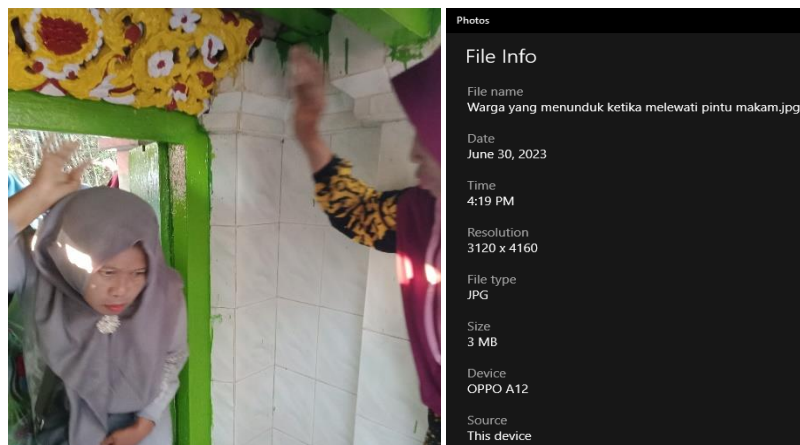 Photos
File Info
File name
Warga yang menunduk ketika melewati pintu makam.jpg
Date
June 30, 2023
Time
4:19 PM
Resolution
3120 x 4160
File type
JPG
Size
3 MB
Device
OPPO A12
Source
This device